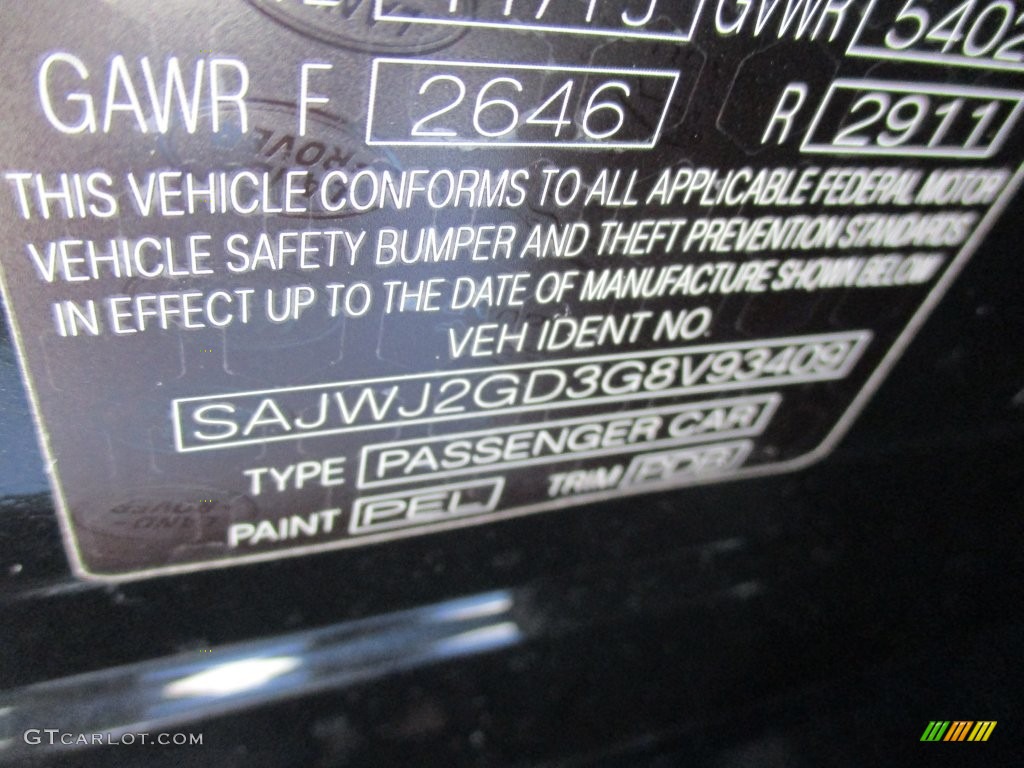 GVWR 5402
GAWR F 2646 R 2911
THIS VEHICLE CONFORMS TO ALL APPLICABLE FEDERAL MOTOR
VEHICLE SAFETY BUMPER AND THEFT PREVENTION STANDARDS
IN EFFECT UP TO THE DATE OF MANUFACTURE SHOWN BELOW
VEH IDENT NO.
SAJWJ2GD3G8V93409
TYPE PASSENGER CAR
PAINT PEL TRIM
GTCARLOT.COM